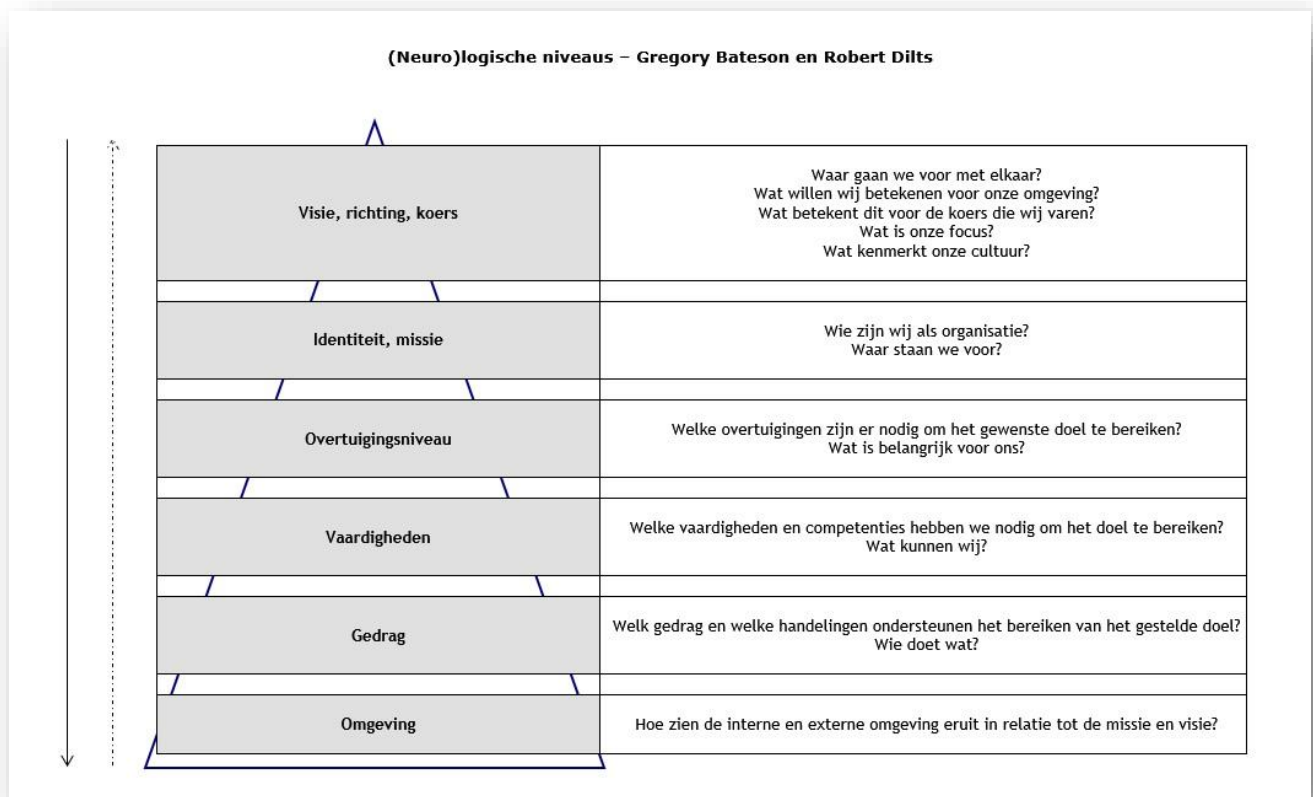 (Neuro)logische niveaus – Gregory Bateson en Robert Dilts
Visie, richting, koers
Waar gaan we voor met elkaar?
Wat willen wij betekenen voor onze omgeving?
Wat betekent dit voor de koers die wij varen?
Wat is onze focus?
Wat kenmerkt onze cultuur?
Identiteit, missie
Wie zijn wij als organisatie?
Waar staan we voor?
Overtuigingsniveau
Welke overtuigingen zijn er nodig om het gewenste doel te bereiken?
Wat is belangrijk voor ons?
Vaardigheden
Welke vaardigheden en competenties hebben we nodig om het doel te bereiken?
Wat kunnen wij?
Gedrag
Welk gedrag en welke handelingen ondersteunen het bereiken van het gestelde doel?
Wie doet wat?
Omgeving
Hoe zien de interne en externe omgeving eruit in relatie tot de missie en visie?